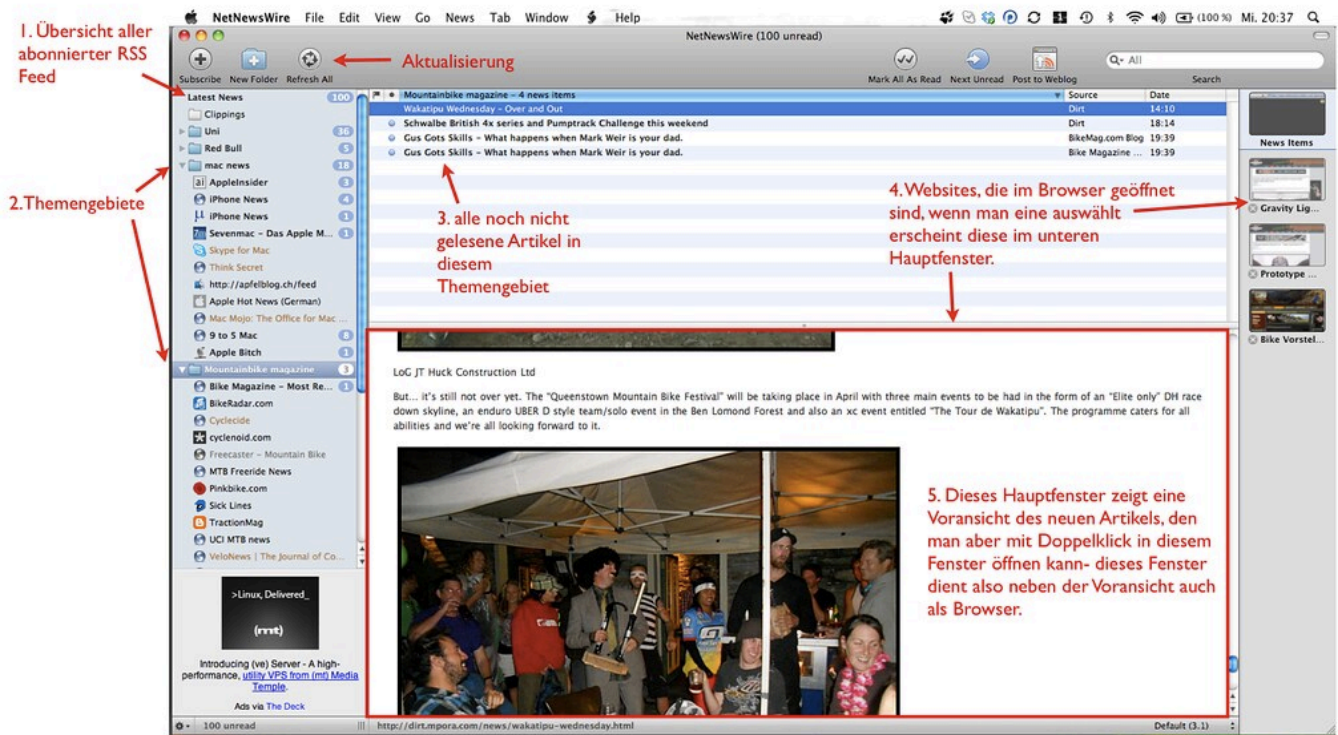 NetNewsWire File Edit View Go News Tab Window Help (100 %) Mi. 20:37
NetNewsWire (100 unread)
1. Übersicht aller
abonnierter RSS
Feed
Aktualisierung
Q- All
Subscribe New Folder Refresh All
Mark All As Read Next Unread Post to Weblog Search
Latest News 100
Clippings
Uni 36
Red Bull 5
mac news 18
ai AppleInsider 3
iPhone News 4
µ iPhone News 1
Sevenmac - Das Apple M... 1
Skype for Mac
Think Secret
http://apfelblog.ch/feed
Apple Hot News (German)
Mac Mojo: The Office for Mac ...
9 to 5 Mac 8
Apple Bitch 1
Mountainbike magazine 3
Bike Magazine - Most Re... 1
BikeRadar.com
Cyclecide
cyclenoid.com
Freecaster - Mountain Bike
MTB Freeride News
Pinkbike.com
Sick Lines
TractionMag
UCI MTB news
VeloNews | The Journal of Co...
2.Themengebiete
>Linux, Delivered_
(mt)
Introducing (ve) Server - A high-
performance, utility VPS from (mt) Media
Temple.
Ads via The Deck
100 unread
Mountainbike magazine - 4 news items Source Date
Wakatipu Wednesday - Over and Out Dirt 14:10
Schwalbe British 4x series and Pumptrack Challenge this weekend Dirt 18:14
Gus Gots Skills - What happens when Mark Weir is your dad. BikeMag.com Blog 19:39
Gus Gots Skills - What happens when Mark Weir is your dad. Bike Magazine ... 19:39
3. alle noch nicht
gelesene Artikel in
diesem
Themengebiet
4.Websites, die im Browser geöffnet
sind, wenn man eine auswählt
erscheint diese im unteren
Hauptfenster.
News Items
Gravity Lig...
Prototype ...
Bike Vorstel...
LoG JT Huck Construction Ltd
But... it's still not over yet. The "Queenstown Mountain Bike Festival" will be taking place in April with three main events to be had in the form of an "Elite only" DH race
down skyline, an enduro UBER D style team/solo event in the Ben Lomond Forest and also an xc event entitled "The Tour de Wakatipu". The programme caters for all
abilities and we're all looking forward to it.
5. Dieses Hauptfenster zeigt eine
Voransicht des neuen Artikels, den
man aber mit Doppelklick in diesem
Fenster öffnen kann- dieses Fenster
dient also neben der Voransicht auch
als Browser.
http://dirt.mpora.com/news/wakatipu-wednesday.html
Default (3.1)